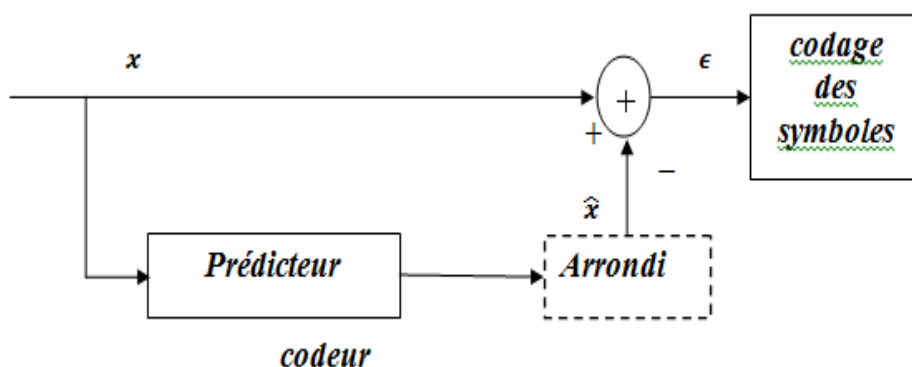 x
ϵ
codage
des
symboles
+
+
−
x̂
Prédicteur
Arrondi
codeur